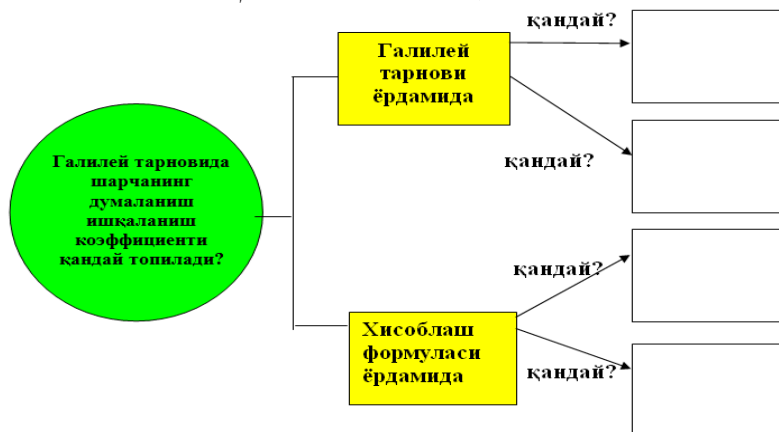 Галилей тарновида
шарчанинг
думаланиш
ишқаланиш
коэффициенти
қандай топилади?
Галилей
тарнови
ёрдамида
қандай?
қандай?
Хисоблаш
формуласи
ёрдамида
қандай?
қандай?